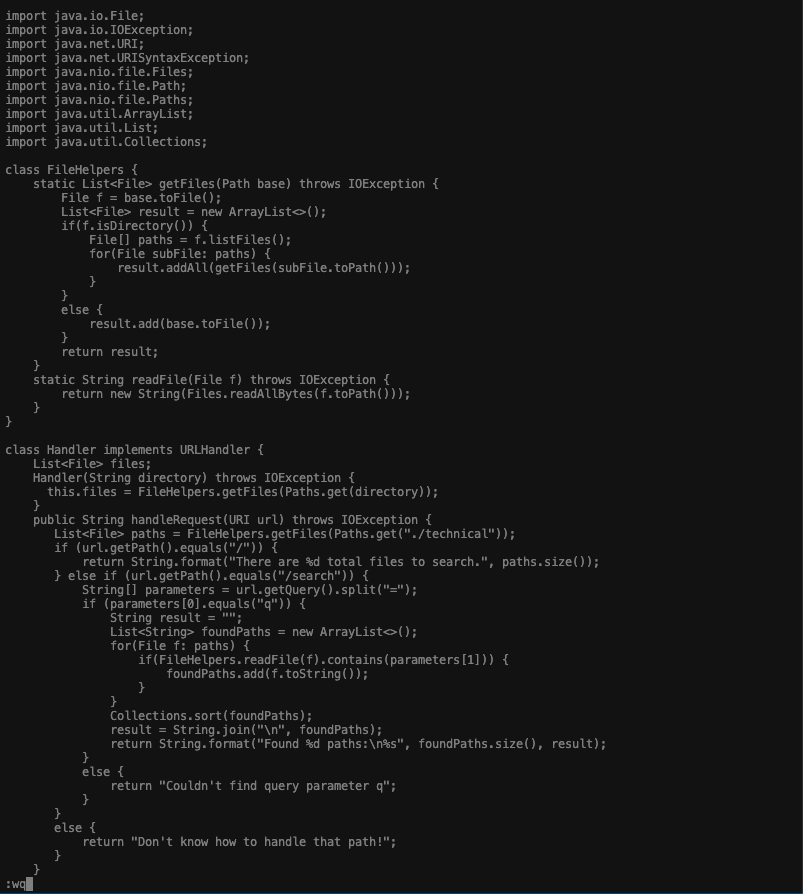 import java.io.File;
import java.io.IOException;
import java.net.URI;
import java.net.URISyntaxException;
import java.nio.file.Files;
import java.nio.file.Path;
import java.nio.file.Paths;
import java.util.ArrayList;
import java.util.List;
import java.util.Collections;

class FileHelpers {
    static List<File> getFiles(Path base) throws IOException {
        File f = base.toFile();
        List<File> result = new ArrayList<>();
        if(f.isDirectory()) {
            File[] paths = f.listFiles();
            for(File subFile: paths) {
                result.addAll(getFiles(subFile.toPath()));
            }
        }
        else {
            result.add(base.toFile());
        }
        return result;
    }
    static String readFile(File f) throws IOException {
        return new String(Files.readAllBytes(f.toPath()));
    }
}

class Handler implements URLHandler {
    List<File> files;
    Handler(String directory) throws IOException {
      this.files = FileHelpers.getFiles(Paths.get(directory));
    }
    public String handleRequest(URI url) throws IOException {
       List<File> paths = FileHelpers.getFiles(Paths.get("./technical"));
       if (url.getPath().equals("/")) {
           return String.format("There are %d total files to search.", paths.size());
       } else if (url.getPath().equals("/search")) {
           String[] parameters = url.getQuery().split("=");
           if (parameters[0].equals("q")) {
               String result = "";
               List<String> foundPaths = new ArrayList<>();
               for(File f: paths) {
                   if(FileHelpers.readFile(f).contains(parameters[1])) {
                       foundPaths.add(f.toString());
                   }
               }
               Collections.sort(foundPaths);
               result = String.join("\n", foundPaths);
               return String.format("Found %d paths:\n%s", foundPaths.size(), result);
           }
           else {
               return "Couldn't find query parameter q";
           }
       }
       else {
           return "Don't know how to handle that path!";
       }
    }
:wq